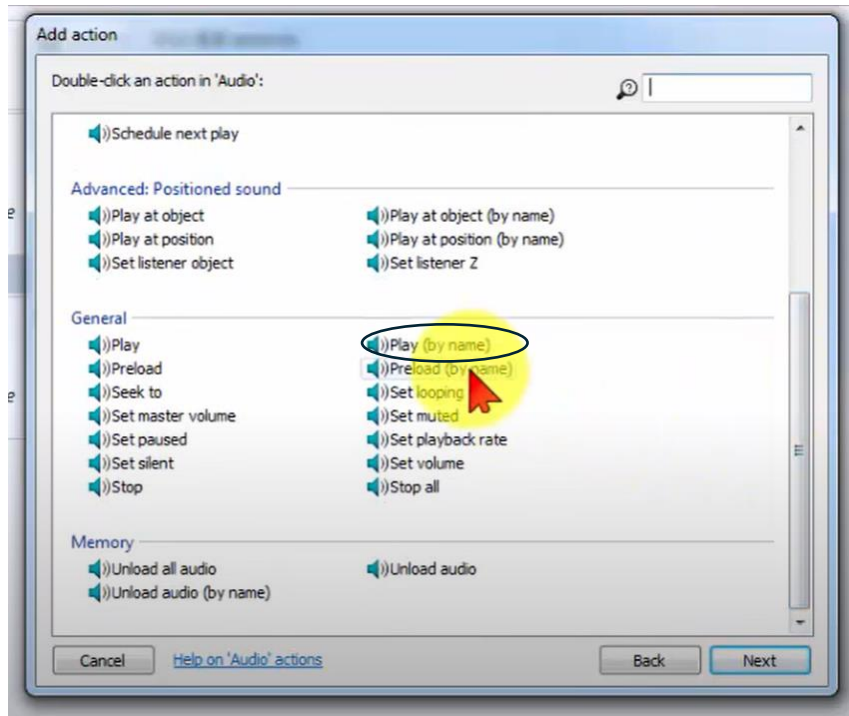 Add action
Double-click an action in 'Audio':
Schedule next play
Advanced: Positioned sound
Play at object
Play at object (by name)
Play at position
Play at position (by name)
Set listener object
Set listener Z
General
Play
Play (by name)
Preload
Preload (by name)
Seek to
Set looping
Set master volume
Set muted
Set paused
Set playback rate
Set silent
Set volume
Stop
Stop all
Memory
Unload all audio
Unload audio
Unload audio (by name)
Cancel
Help on 'Audio' actions
Back
Next